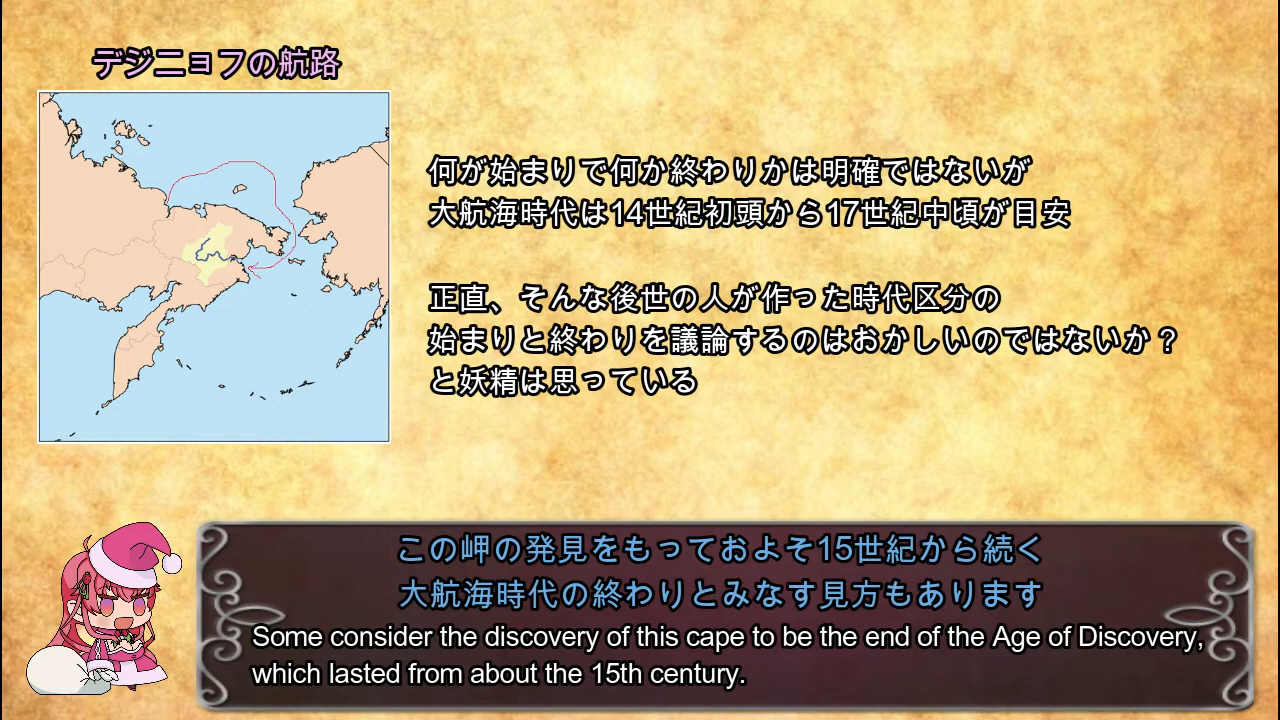 デジニョフの航路
何が始まりで何か終わりかは明確ではないが
大航海時代は14世紀初頭から17世紀中頃が目安
正直、そんな後世の人が作った時代区分の
始まりと終わりを議論するのはおかしいのではないか？
と妖精は思っている
この岬の発見をもっておよそ15世紀から続く
大航海時代の終わりとみなす見方もあります
Some consider the discovery of this cape to be the end of the Age of Discovery,
which lasted from about the 15th century.